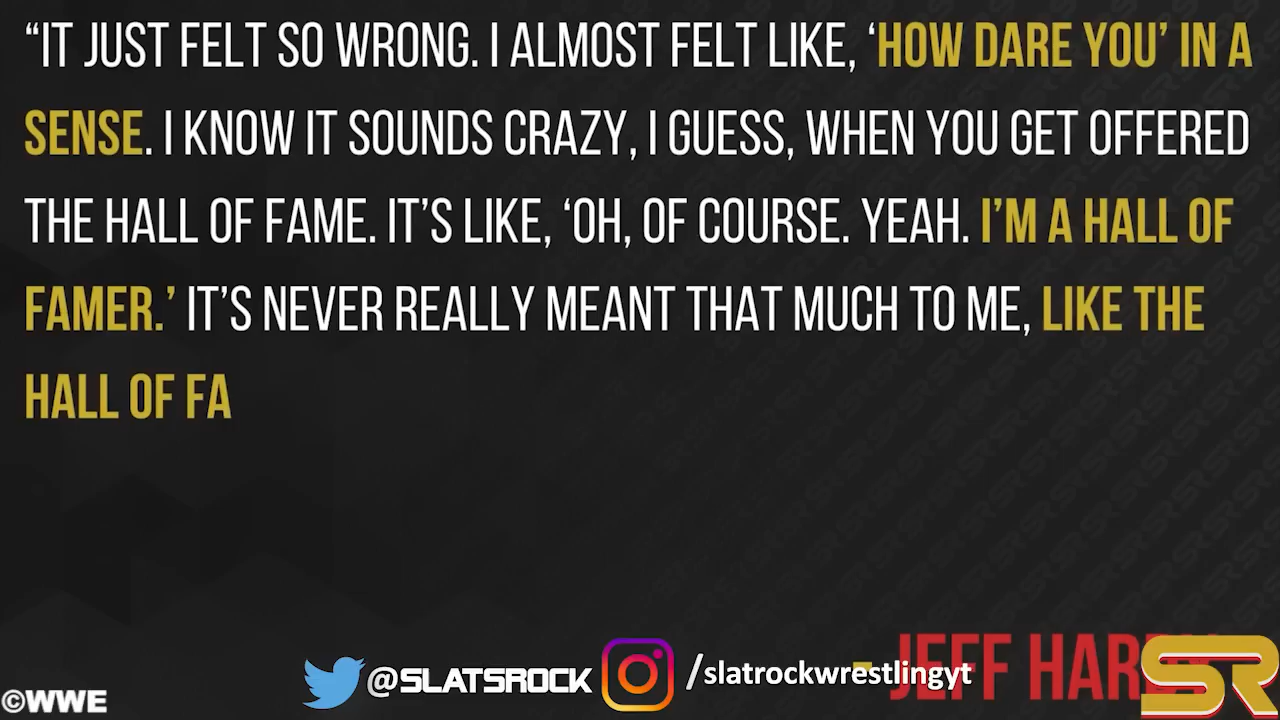 “IT JUST FELT SO WRONG. I ALMOST FELT LIKE, ‘HOW DARE YOU’ IN A
SENSE. I KNOW IT SOUNDS CRAZY, I GUESS, WHEN YOU GET OFFERED
THE HALL OF FAME. IT’S LIKE, ‘OH, OF COURSE. YEAH. I’M A HALL OF
FAMER.’ IT’S NEVER REALLY MEANT THAT MUCH TO ME, LIKE THE
HALL OF FA
- JEFF HARDY
@SLATSROCK /slatrockwrestlingyt
SR
©WWE